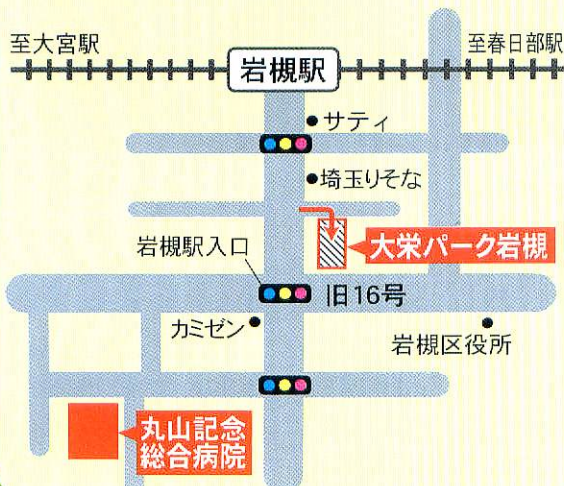 至大宮駅
岩槻駅
至春日部駅
サティ
埼玉りそな
大栄パーク岩槻
岩槻駅入口
旧16号
カミゼン
岩槻区役所
丸山記念
総合病院